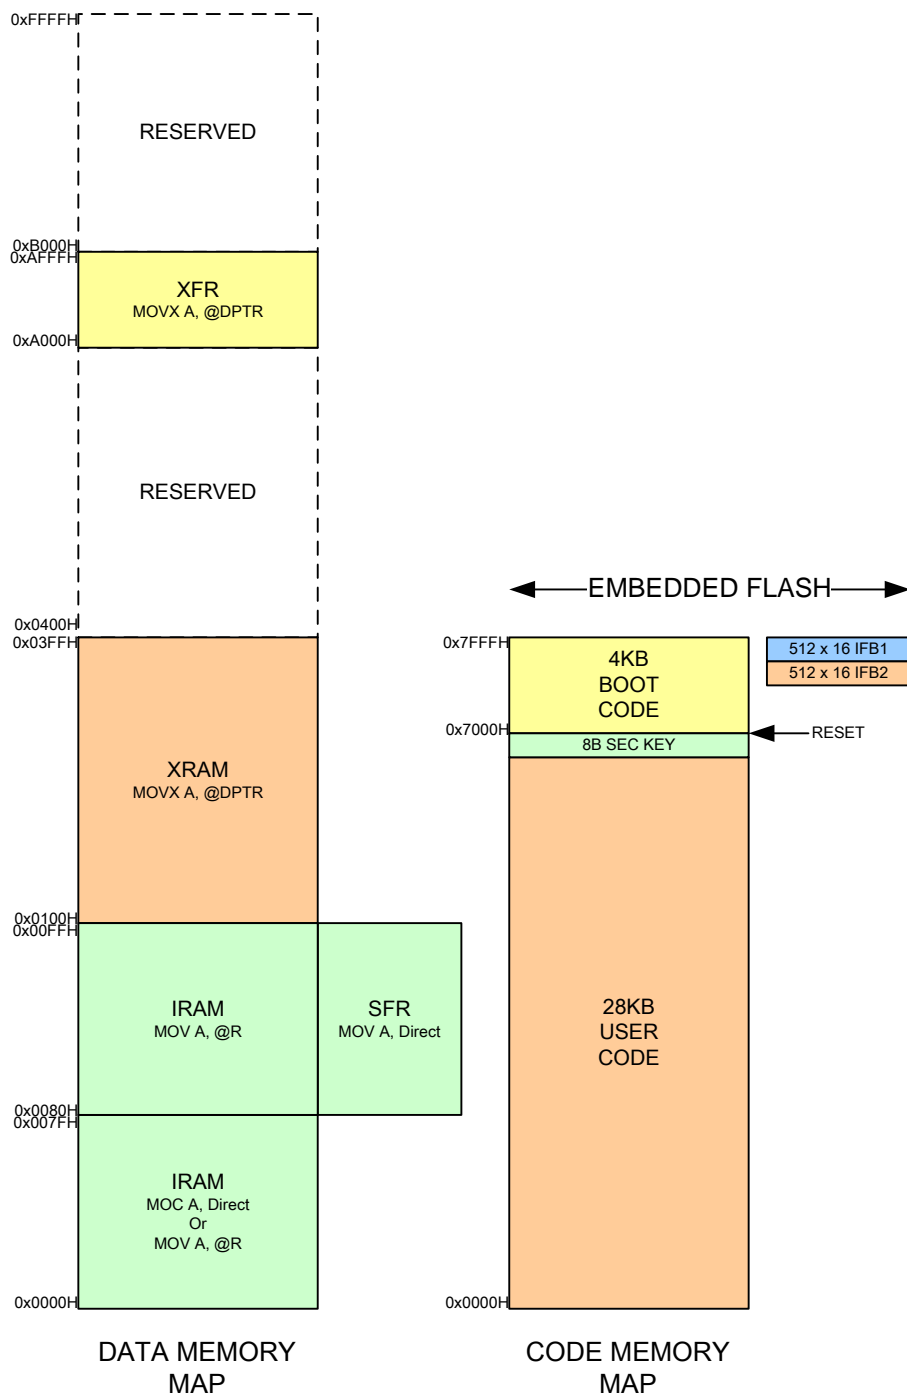 0xFFFFH
RESERVED
0xB000H
0xAFFFH
XFR
MOVX A, @DPTR
0xA000H
RESERVED
0x0400H
0x03FFH
XRAM
MOVX A, @DPTR
0x0100H
0x00FFH
IRAM
MOV A, @R
SFR
MOV A, Direct
0x0080H
0x007FH
IRAM
MOC A, Direct
Or
MOV A, @R
0x0000H
DATA MEMORY
MAP
EMBEDDED FLASH
0x7FFFH
4KB
BOOT
CODE
512 x 16 IFB1
512 x 16 IFB2
0x7000H
RESET
8B SEC KEY
28KB
USER
CODE
0x0000H
CODE MEMORY
MAP